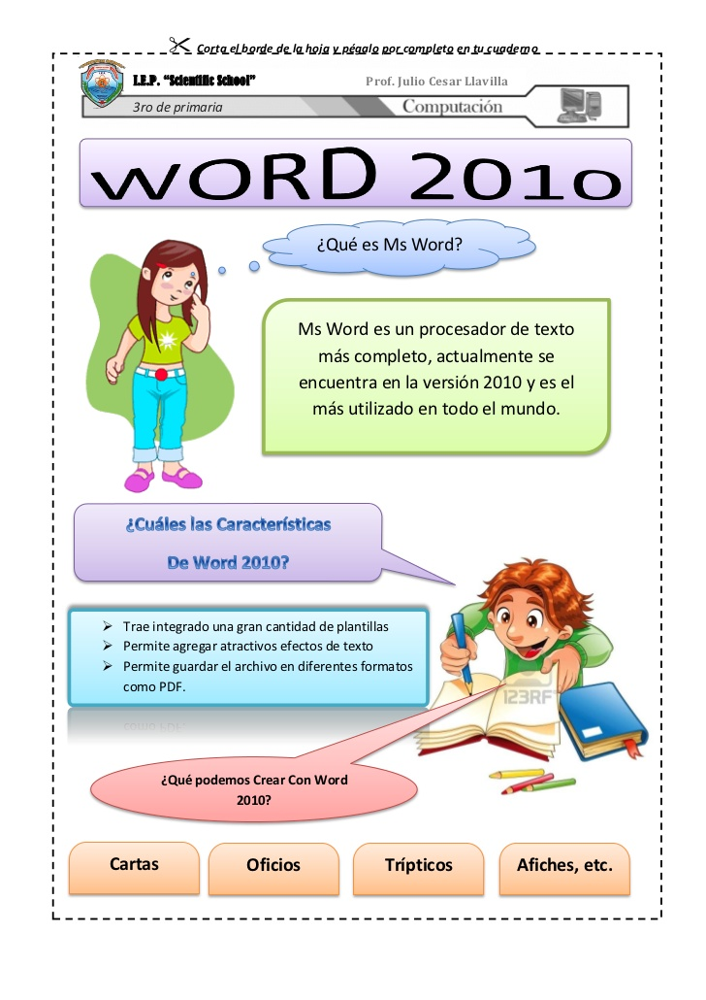 Corta el borde de la hoja y pégalo por completo en tu cuaderno
I.E.P. “Scientific School”
Prof. Julio Cesar Llavilla
3ro de primaria
Computación
WORD 2010
¿Qué es Ms Word?
Ms Word es un procesador de texto
más completo, actualmente se
encuentra en la versión 2010 y es el
más utilizado en todo el mundo.
¿Cuáles las Características
De Word 2010?
Trae integrado una gran cantidad de plantillas
Permite agregar atractivos efectos de texto
Permite guardar el archivo en diferentes formatos
como PDF.
123RF
¿Qué podemos Crear Con Word
2010?
Cartas
Oficios
Trípticos
Afiches, etc.